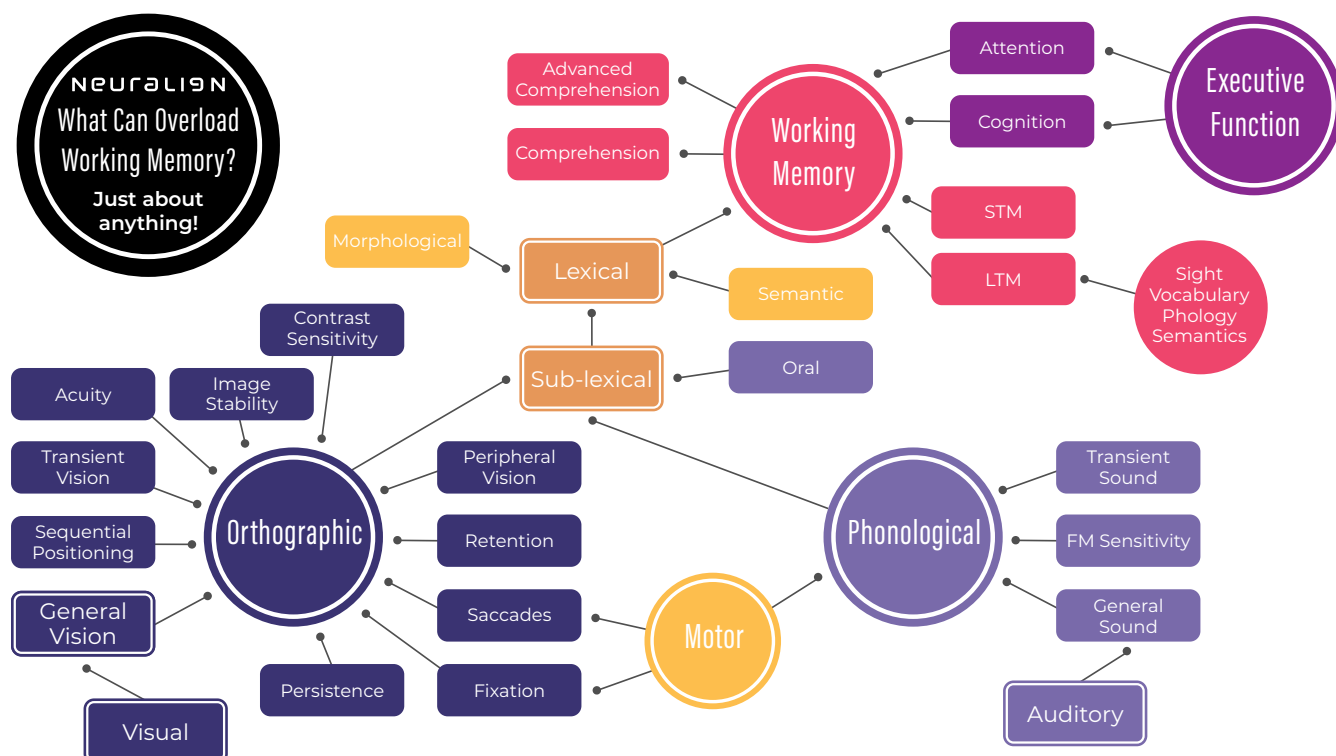 NEURALIGN
What Can Overload
Working Memory?
Just about
anything!
Advanced
Comprehension
Comprehension
Working
Memory
Attention
Cognition
Executive
Function
STM
LTM
Sight
Vocabulary
Phology
Semantics
Morphological
Lexical
Semantic
Sub-lexical
Oral
Contrast
Sensitivity
Image
Stability
Acuity
Transient
Vision
Sequential
Positioning
General
Vision
Visual
Orthographic
Peripheral
Vision
Retention
Saccades
Fixation
Persistence
Motor
Phonological
Transient
Sound
FM Sensitivity
General
Sound
Auditory